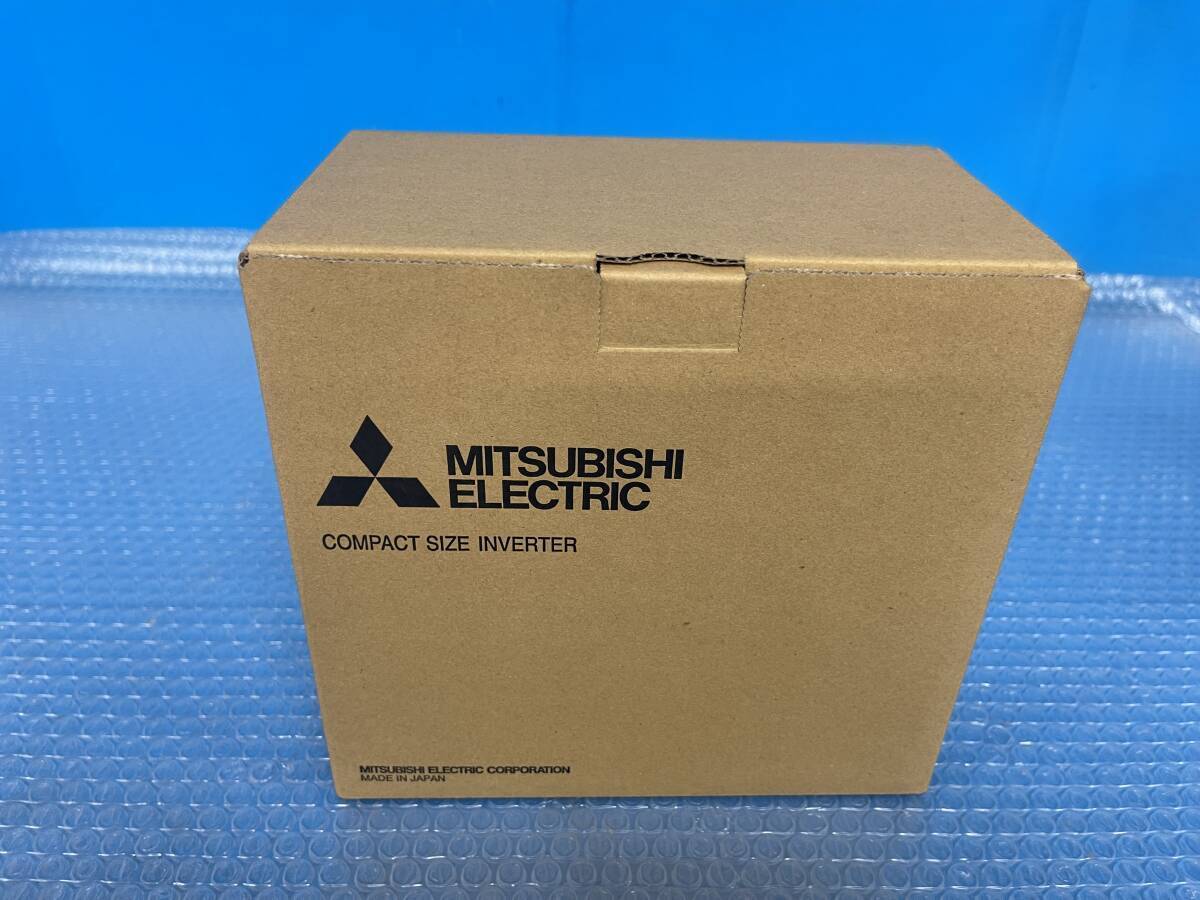 MITSUBISHI
ELECTRIC
COMPACT SIZE INVERTER
MITSUBISHI ELECTRIC CORPORATION
MADE IN JAPAN